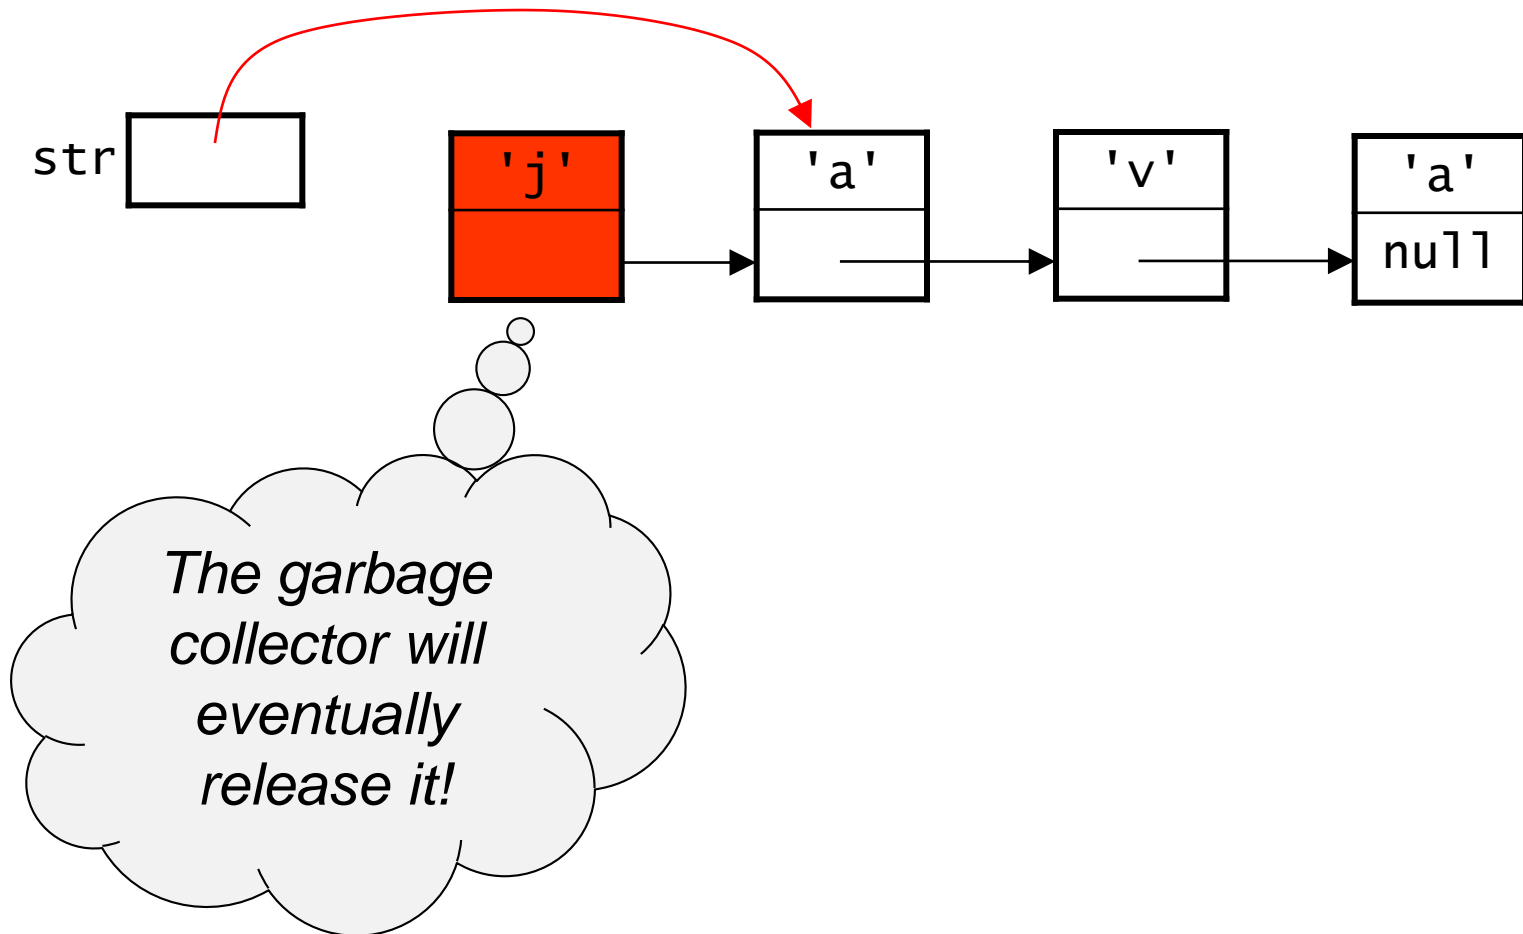 str
'j' 'a' 'v' 'a'
null
The garbage
collector will
eventually
release it!